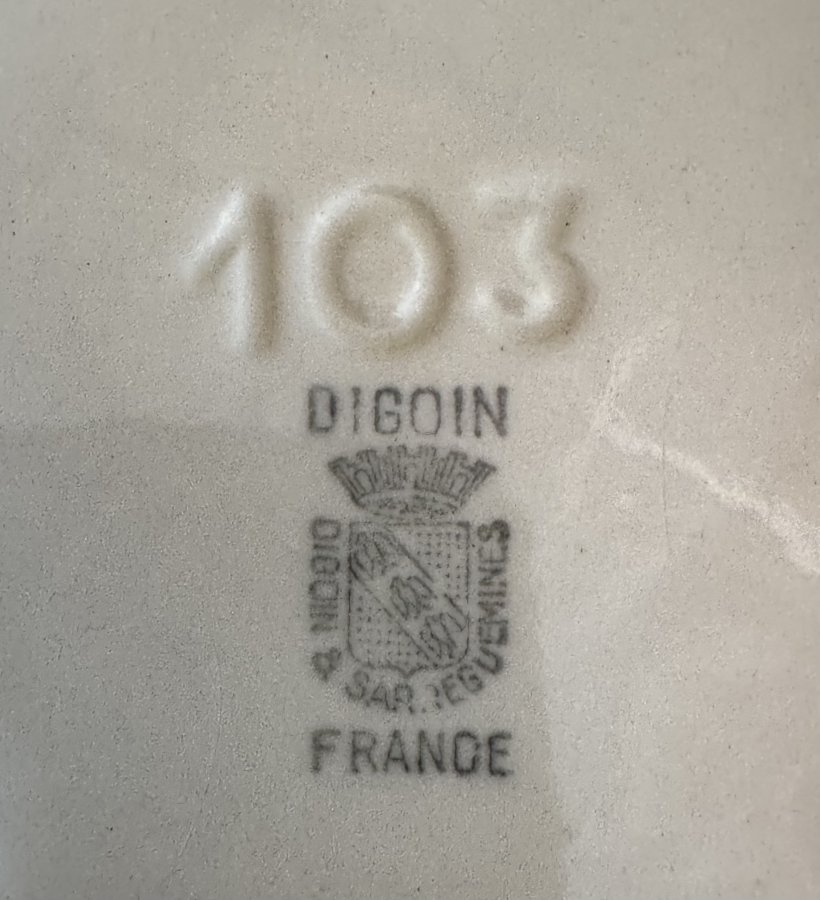 103
DIGOIN
DIGOIN & SARREGUEMINES
FRANCE